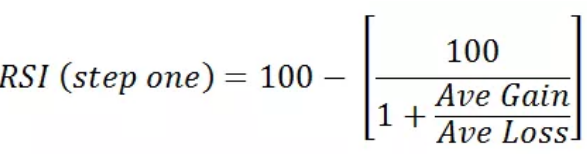 RSI (step one) = 100 − [ 100 / ( 1 + Ave Gain / Ave Loss ) ]